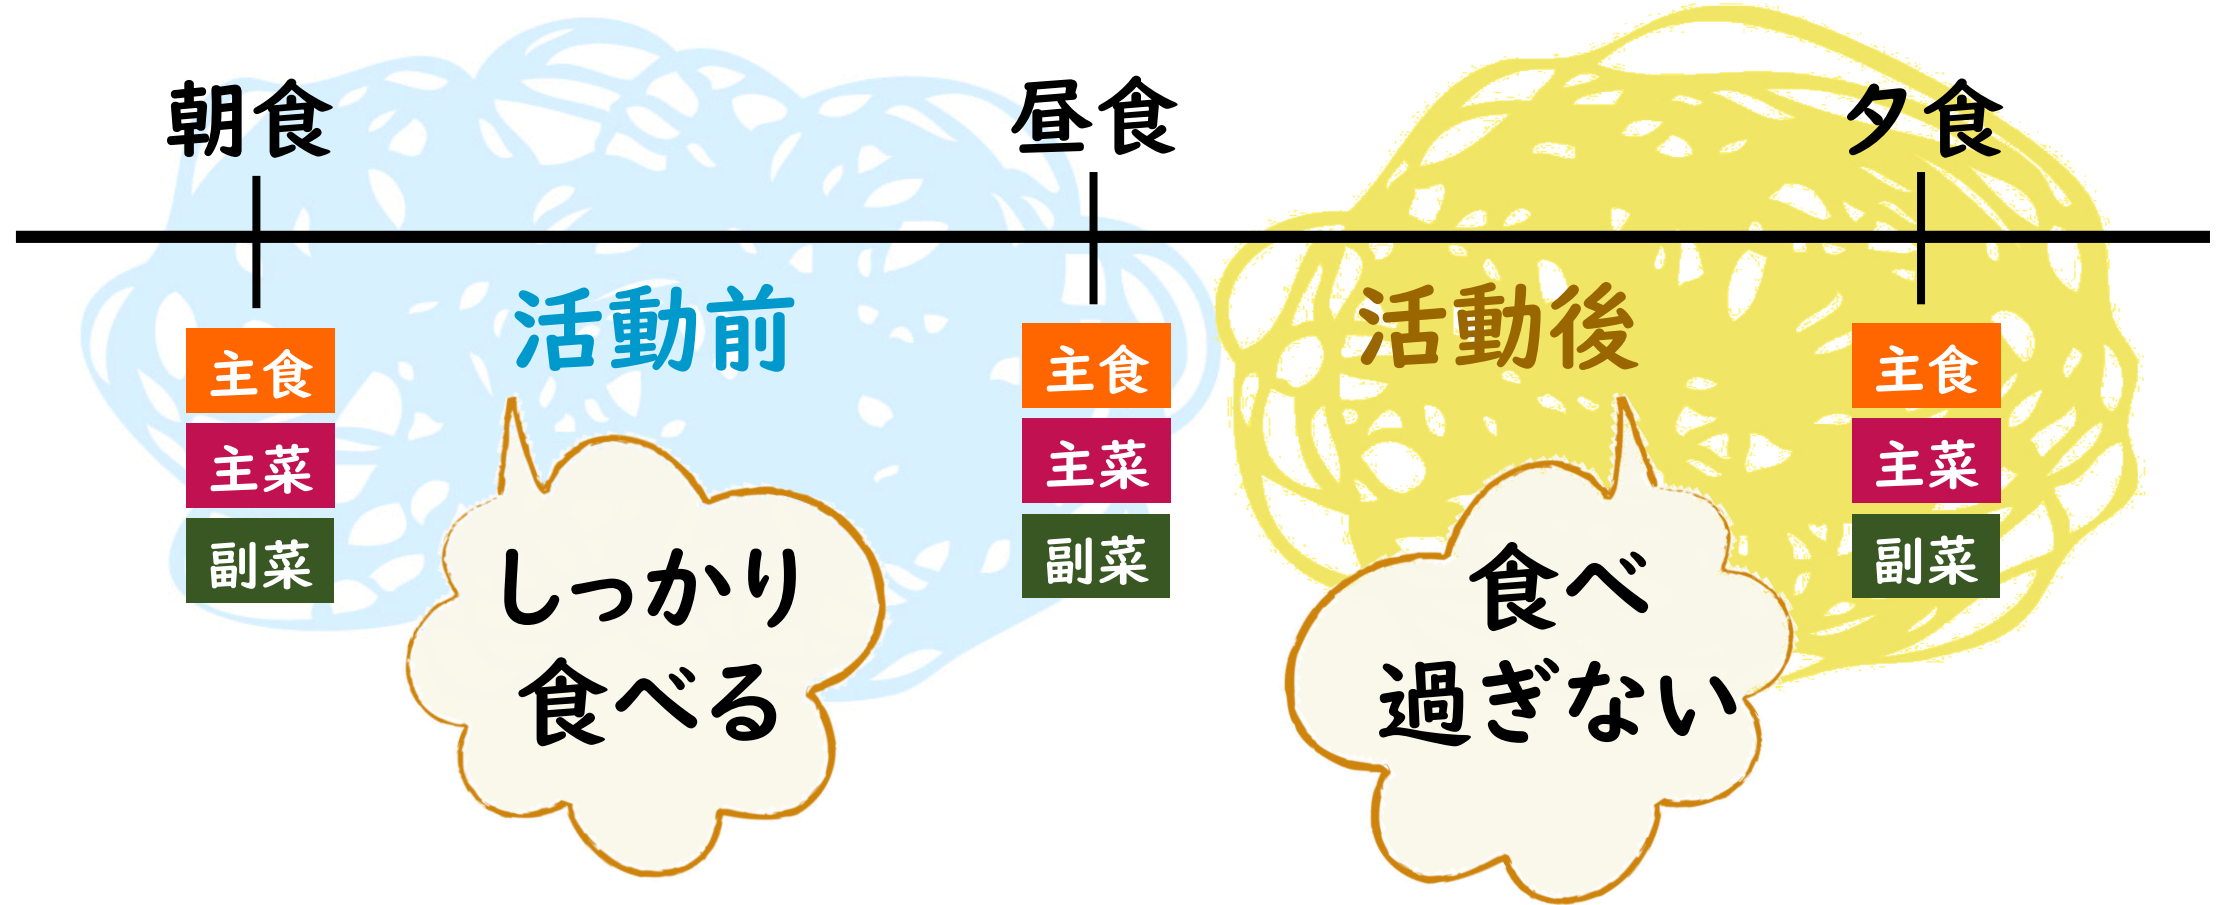 朝食
昼食
夕食
活動前
活動後
主食
主菜
副菜
主食
主菜
副菜
主食
主菜
副菜
しっかり
食べる
食べ
過ぎない